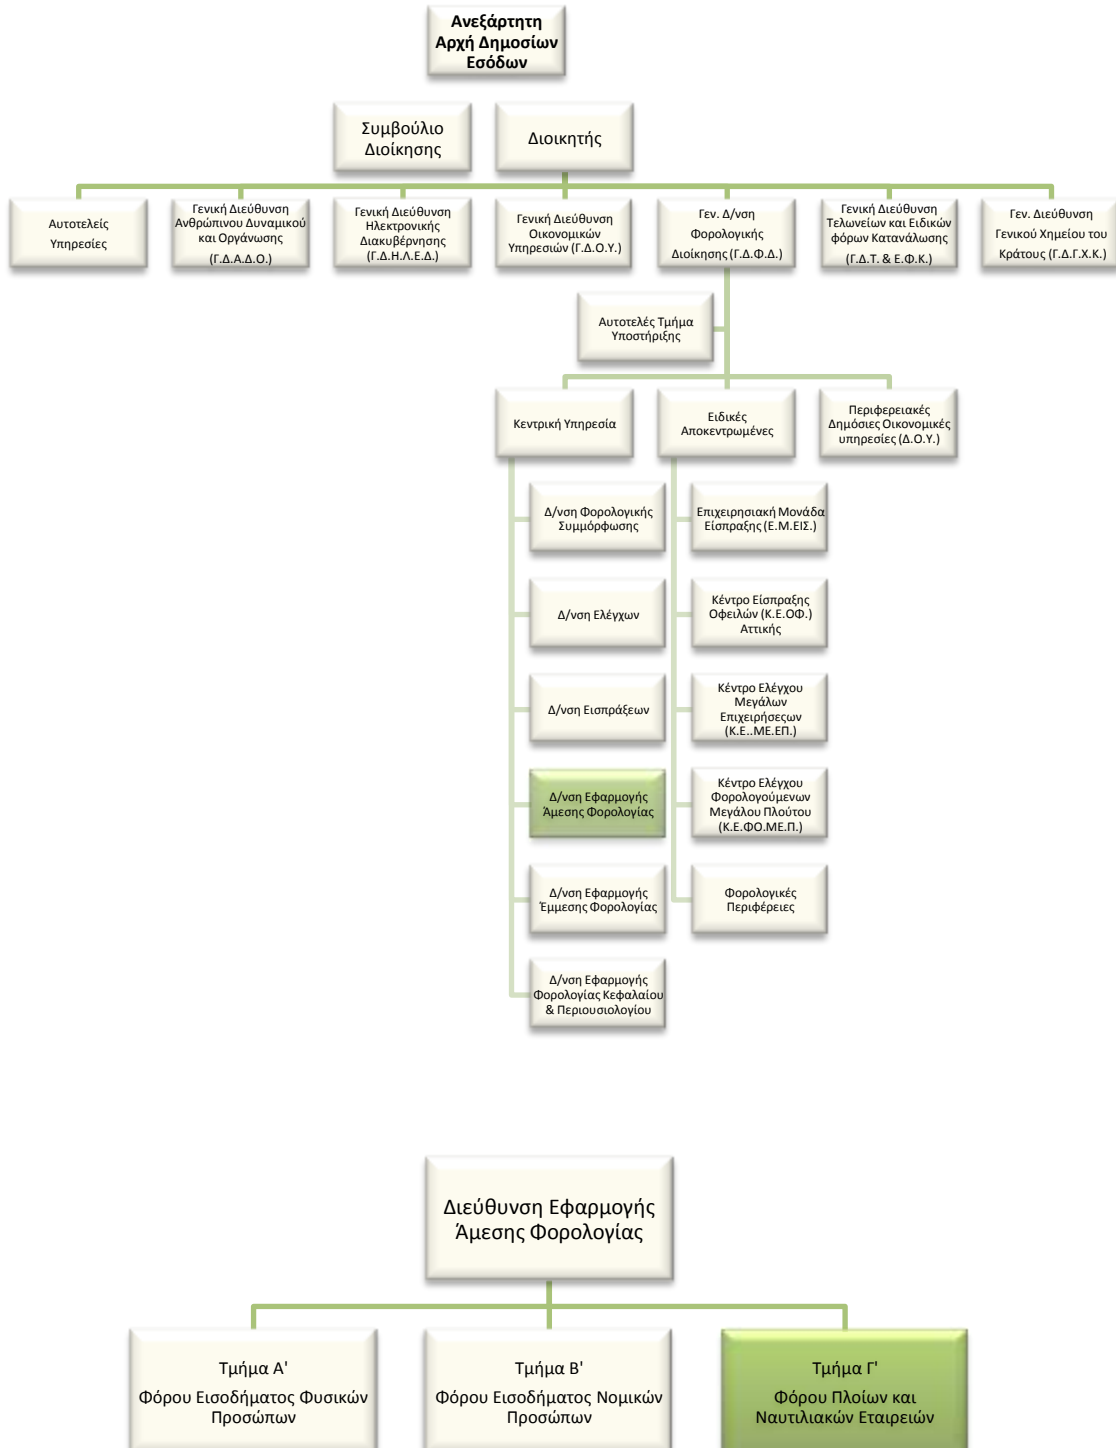 Ανεξάρτητη
Αρχή Δημοσίων
Εσόδων
Συμβούλιο
Διοίκησης
Διοικητής
Αυτοτελείς
Υπηρεσίες
Γενική Διεύθυνση
Ανθρώπινου Δυναμικού
και Οργάνωσης
(Γ.Δ.Α.Δ.Ο.)
Γενική Διεύθυνση
Ηλεκτρονικής
Διακυβέρνησης
(Γ.Δ.Η.Λ.Ε.Δ.)
Γενική Διεύθυνση
Οικονομικών
Υπηρεσιών (Γ.Δ.Ο.Υ.)
Γεν. Δ/νση
Φορολογικής
Διοίκησης (Γ.Δ.Φ.Δ.)
Γενική Διεύθυνση
Τελωνείων και Ειδικών
φόρων Κατανάλωσης
(Γ.Δ.Τ. & Ε.Φ.Κ.)
Γεν. Διεύθυνση
Γενικού Χημείου του
Κράτους (Γ.Δ.Γ.Χ.Κ.)
Αυτοτελές Τμήμα
Υποστήριξης
Κεντρική Υπηρεσία
Ειδικές
Αποκεντρωμένες
Περιφερειακές
Δημόσιες Οικονομικές
υπηρεσίες (Δ.Ο.Υ.)
Δ/νση Φορολογικής
Συμμόρφωσης
Δ/νση Ελέγχων
Δ/νση Εισπράξεων
Δ/νση Εφαρμογής
Άμεσης Φορολογίας
Δ/νση Εφαρμογής
Έμμεσης Φορολογίας
Δ/νση Εφαρμογής
Φορολογίας Κεφαλαίου
& Περιουσιολογίου
Επιχειρησιακή Μονάδα
Είσπραξης (Ε.Μ.ΕΙΣ.)
Κέντρο Είσπραξης
Οφειλών (Κ.Ε.ΟΦ.)
Αττικής
Κέντρο Ελέγχου
Μεγάλων
Επιχειρήσεςων
(Κ.Ε..ΜΕ.ΕΠ.)
Κέντρο Ελέγχου
Φορολογούμενων
Μεγάλου Πλούτου
(Κ.Ε.ΦΟ.ΜΕ.Π.)
Φορολογικές
Περιφέρειες
Διεύθυνση Εφαρμογής
Άμεσης Φορολογίας
Τμήμα Α'
Φόρου Εισοδήματος Φυσικών
Προσώπων
Τμήμα Β'
Φόρου Εισοδήματος Νομικών
Προσώπων
Τμήμα Γ'
Φόρου Πλοίων και
Ναυτιλιακών Εταιρειών